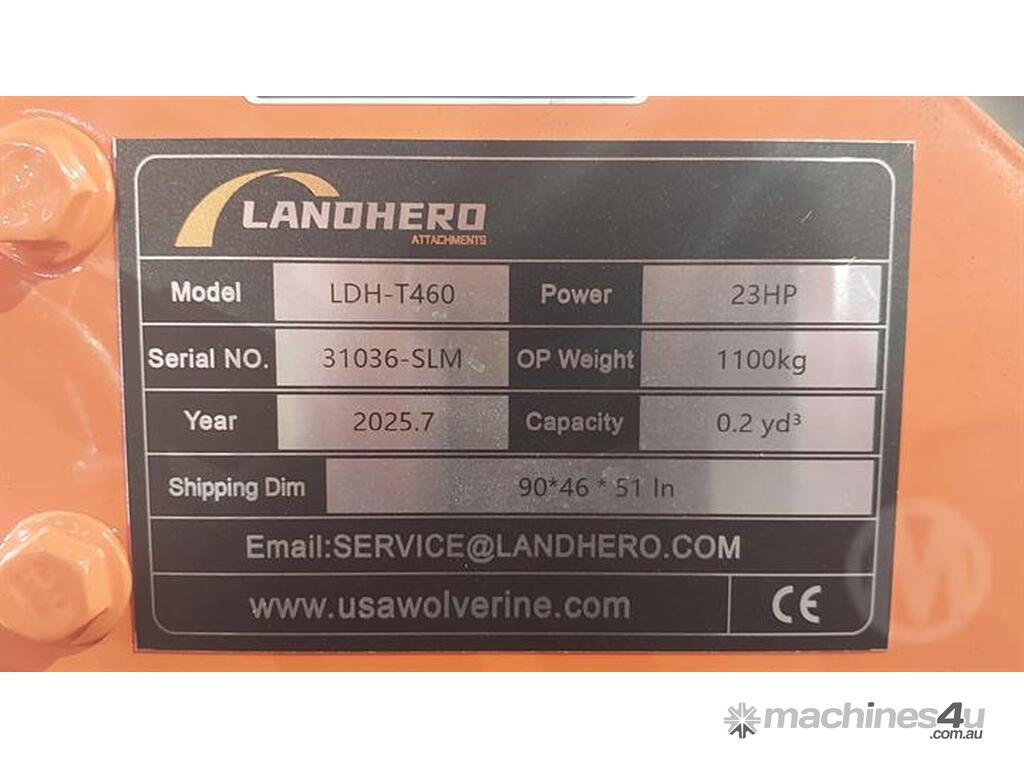 LANDHERO
ATTACHMENTS
Model LDH-T460 Power 23HP
Serial NO. 31036-SLM OP Weight 1100kg
Year 2025.7 Capacity 0.2 yd³
Shipping Dim 90*46 * 51 In
Email:SERVICE@LANDHERO.COM
www.usawolverine.com CE
M
machines4u
.com.au